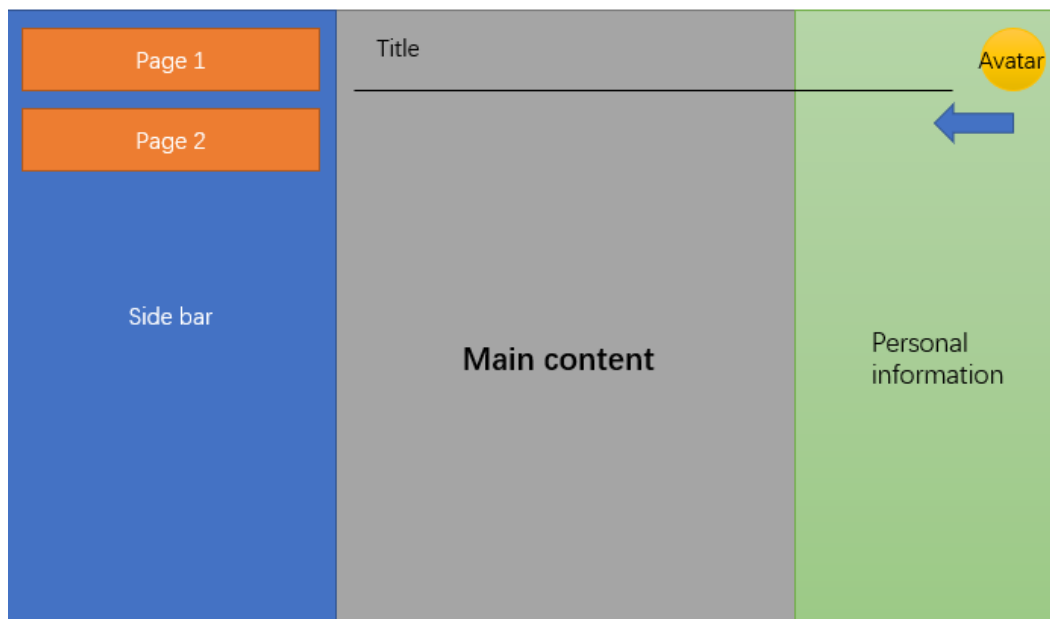 Page 1
Page 2
Side bar
Title
Main content
Avatar
Personal
information